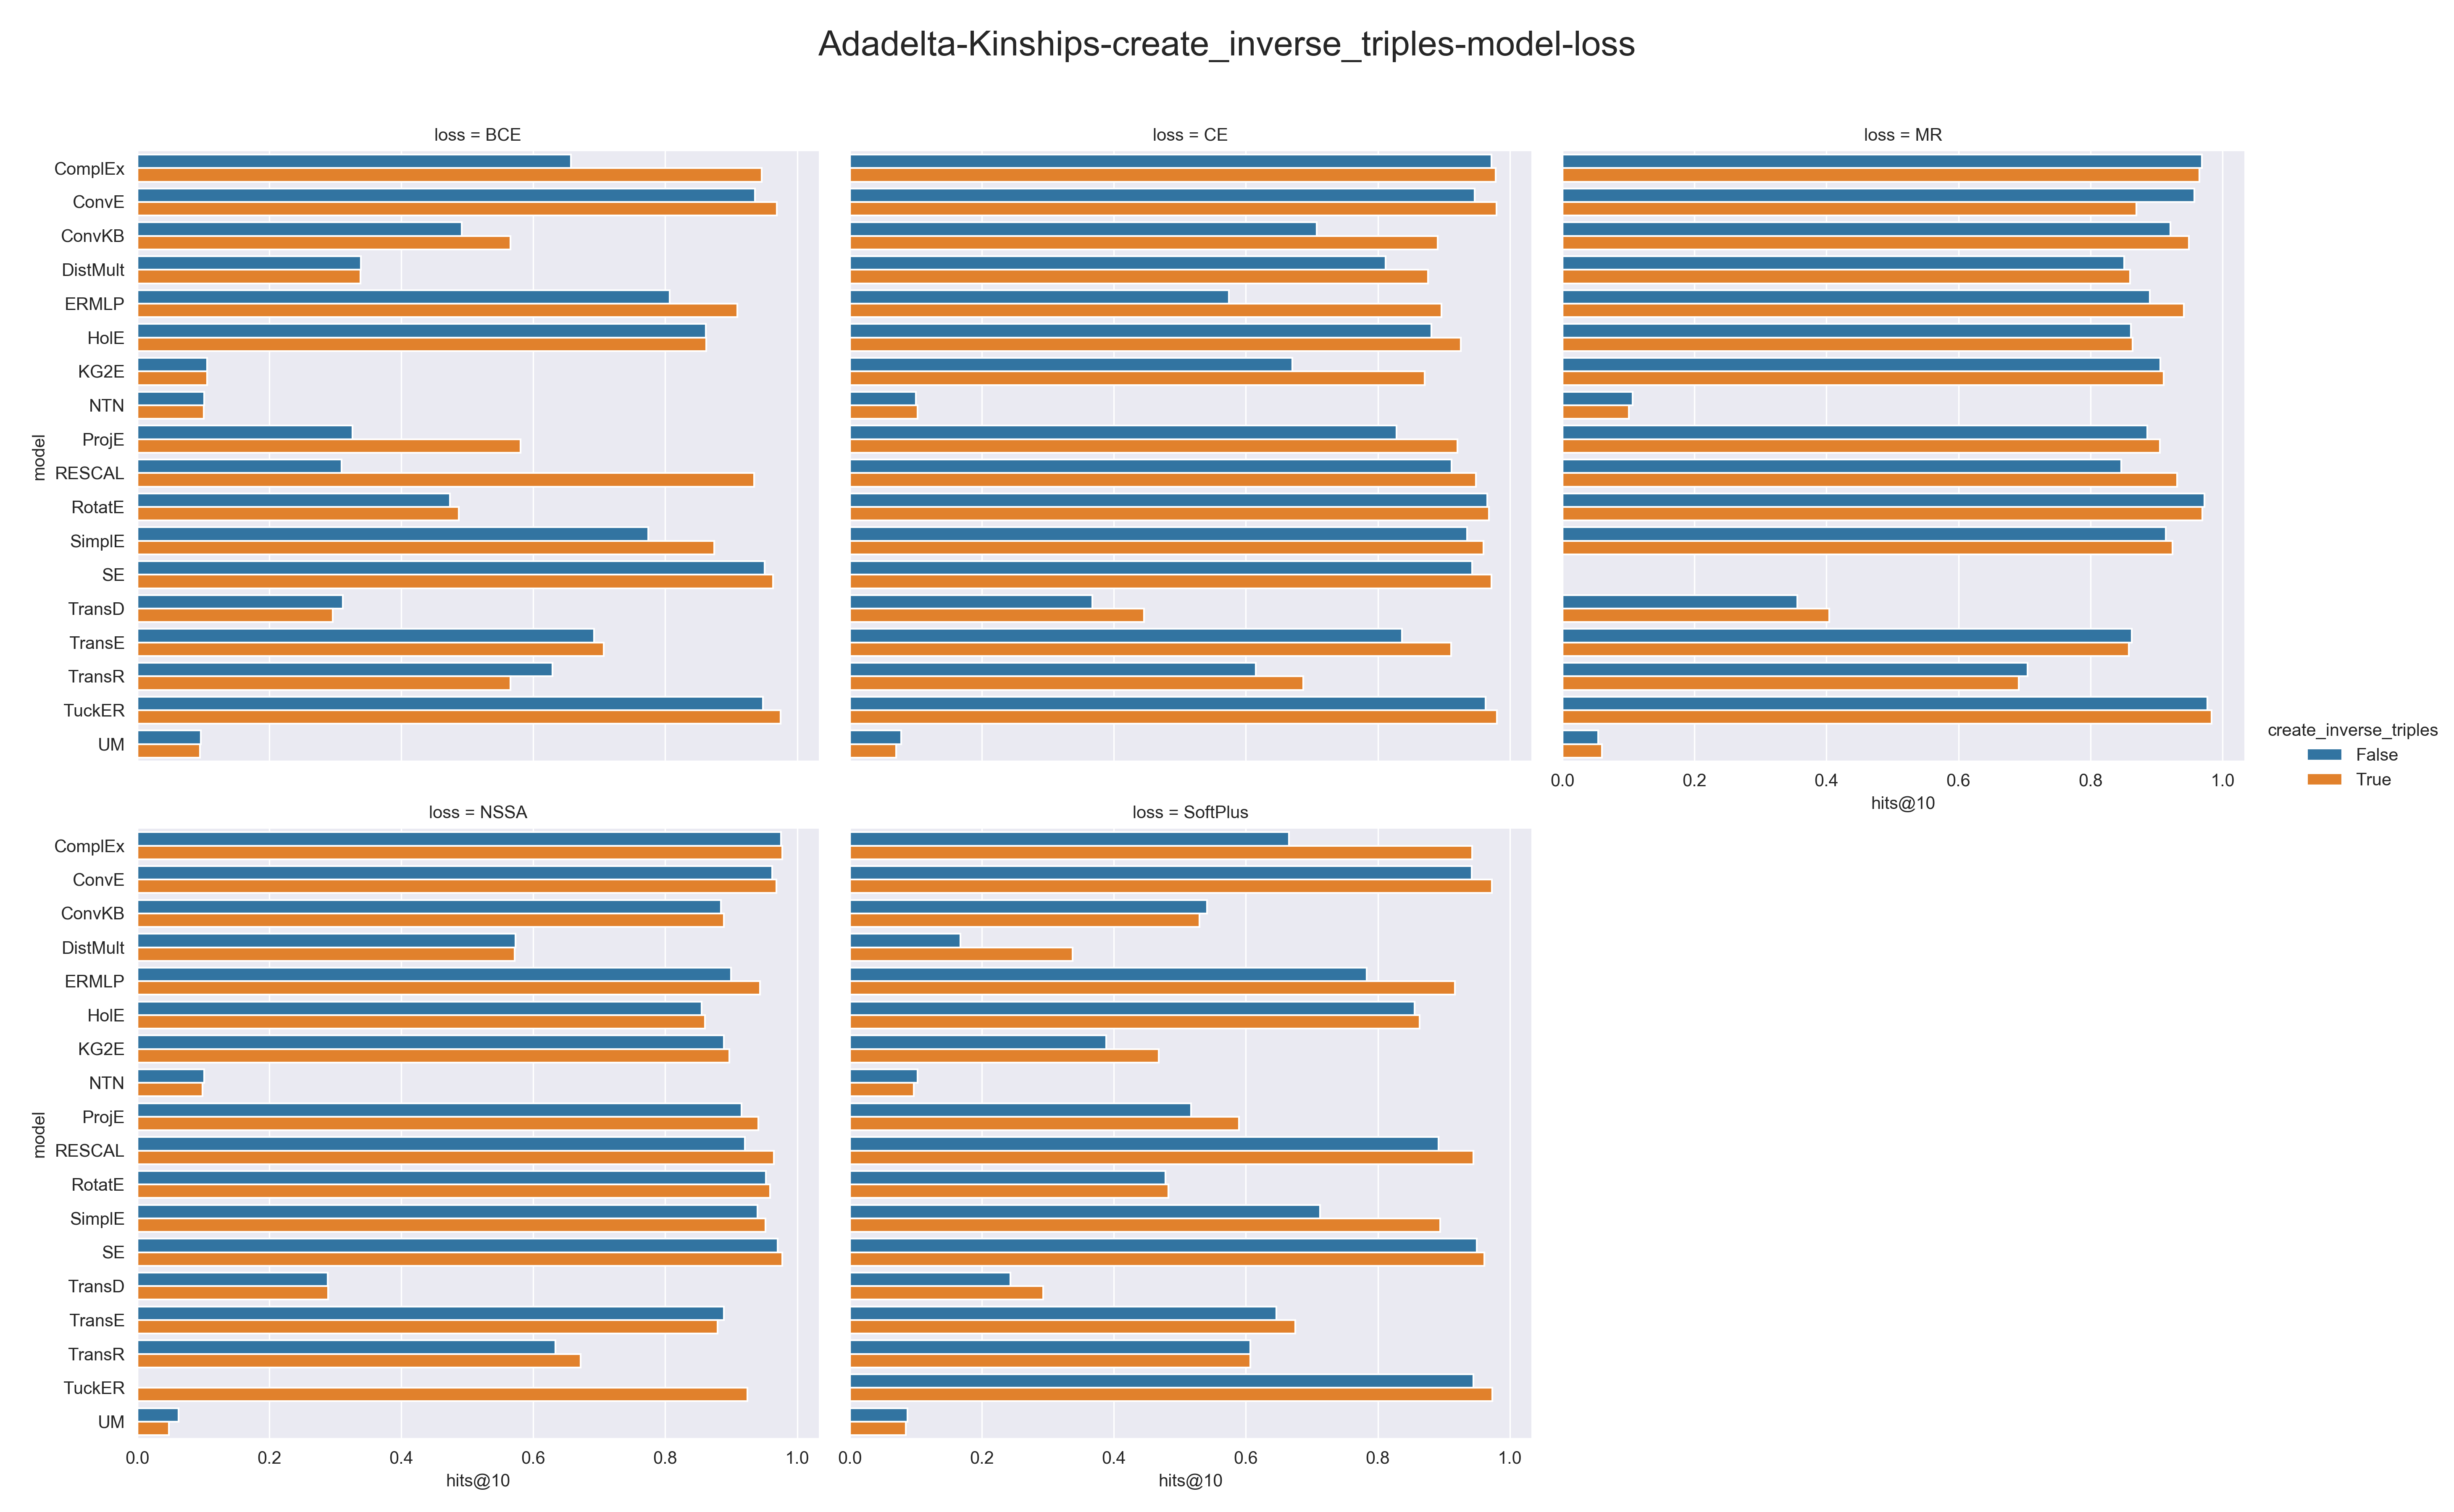 Adadelta-Kinships-create_inverse_triples-model-loss
loss = BCE
model
ComplEx
ConvE
ConvKB
DistMult
ERMLP
HolE
KG2E
NTN
ProjE
RESCAL
RotatE
SimplE
SE
TransD
TransE
TransR
TuckER
UM
loss = CE
loss = MR
0.0 0.2 0.4 0.6 0.8 1.0
hits@10
create_inverse_triples
False
True
loss = NSSA
model
ComplEx
ConvE
ConvKB
DistMult
ERMLP
HolE
KG2E
NTN
ProjE
RESCAL
RotatE
SimplE
SE
TransD
TransE
TransR
TuckER
UM
0.0 0.2 0.4 0.6 0.8 1.0
hits@10
loss = SoftPlus
0.0 0.2 0.4 0.6 0.8 1.0
hits@10